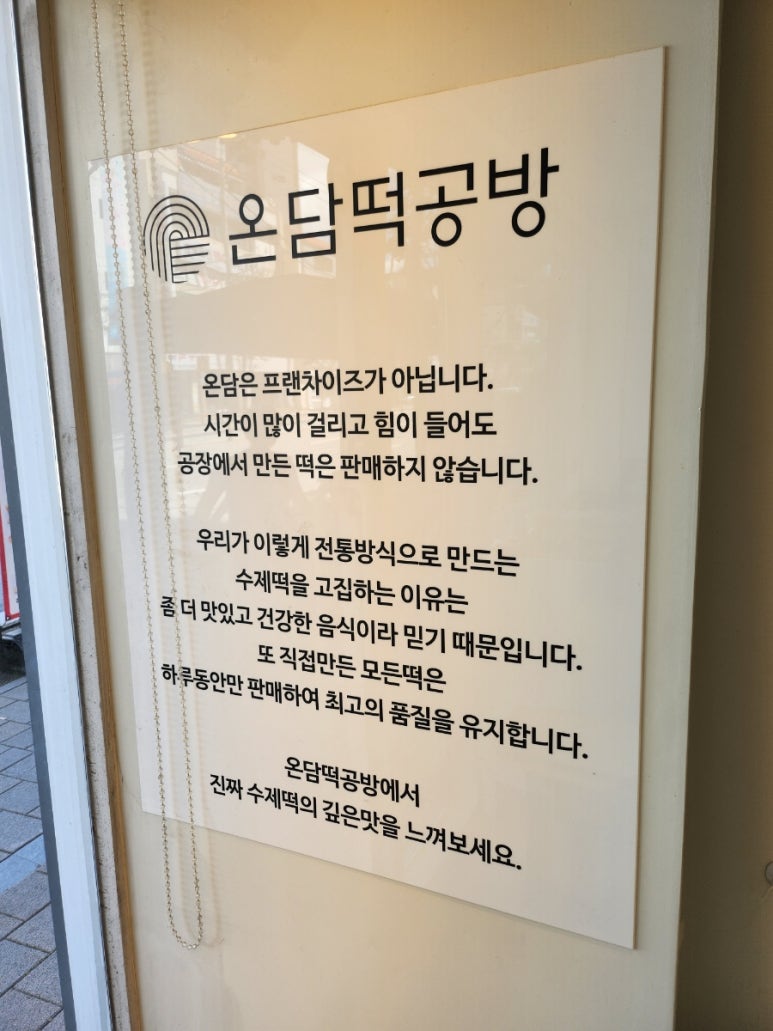 온담떡공방
온담은 프랜차이즈가 아닙니다.
시간이 많이 걸리고 힘이 들어도
공장에서 만든 떡은 판매하지 않습니다.
우리가 이렇게 전통방식으로 만드는
수제떡을 고집하는 이유는
좀 더 맛있고 건강한 음식이라 믿기 때문입니다.
또 직접만든 모든떡은
하루동안만 판매하여 최고의 품질을 유지합니다.
온담떡공방에서
진짜 수제떡의 깊은맛을 느껴보세요.